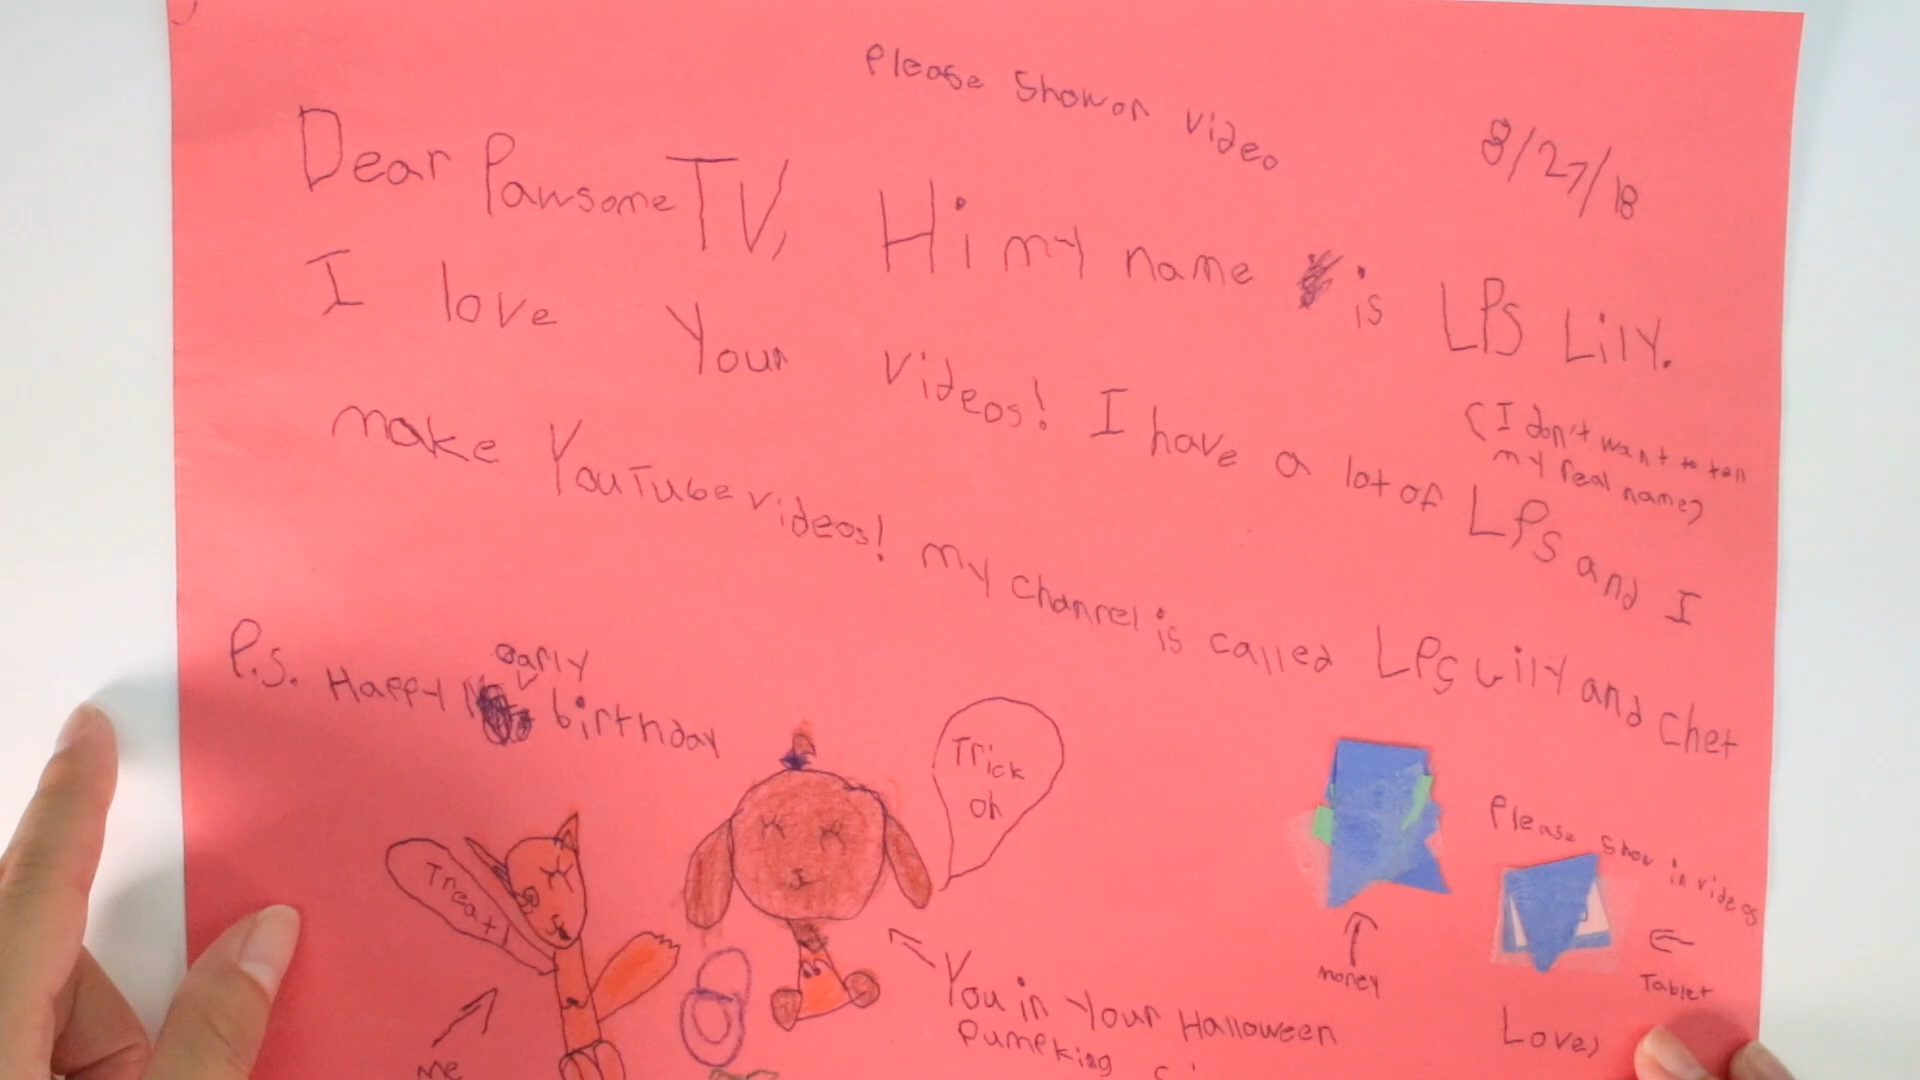 Please Show on Video
8/27/18
Dear PawsomeTV, Hi my name is LPS Lily.
(I don't want to tell
my real name)
I love Your videos! I have a lot of LPS and I
make YouTube videos! my channel is called LPS Lily and Chet
P.S. Happy early birthday
Trick
or
Treat!
Please show in videos
money
Tablet
You in Your Halloween
Pumpking
me
Love,